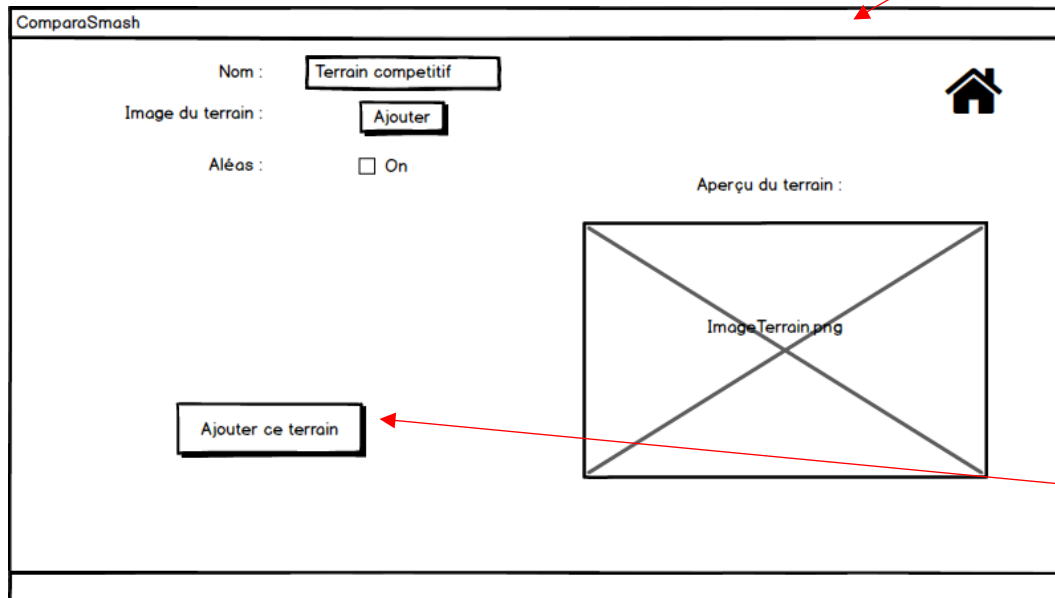 ComparaSmash
Nom : Terrain competitif
Image du terrain : Ajouter
Aléas : On
Aperçu du terrain :
ImageTerrain.png
Ajouter ce terrain